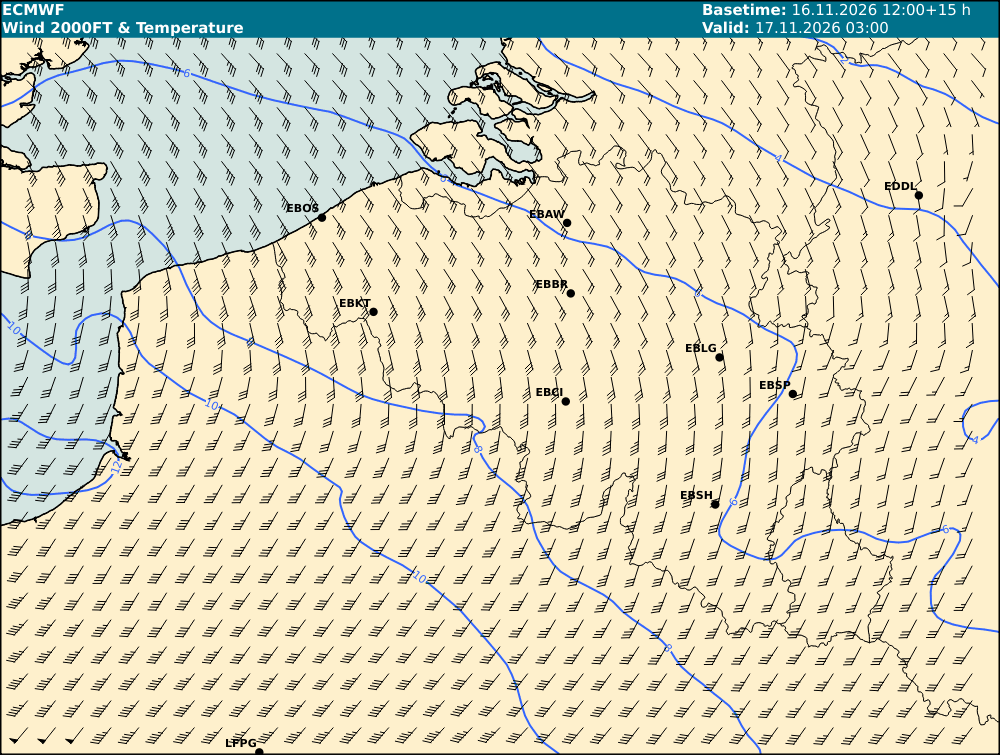 ECMWF
Wind 2000FT & Temperature
Basetime: 16.11.2026 12:00+15 h
Valid: 17.11.2026 03:00
6
2
4
EDDL
EBOS
EBAW
EBBR
EBKT
10
EBLG
EBSP
EBCI
10
4
8
12
EBSH
6
6
10
8
LFPG